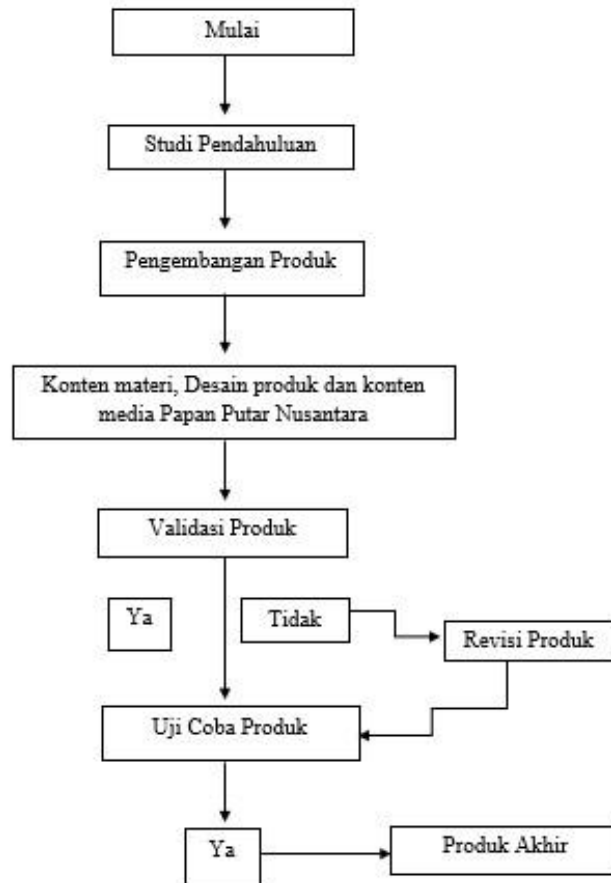 Mulai
Studi Pendahuluan
Pengembangan Produk
Konten materi, Desain produk dan konten
media Papan Putar Nusantara
Validasi Produk
Ya
Tidak
Revisi Produk
Uji Coba Produk
Ya
Produk Akhir